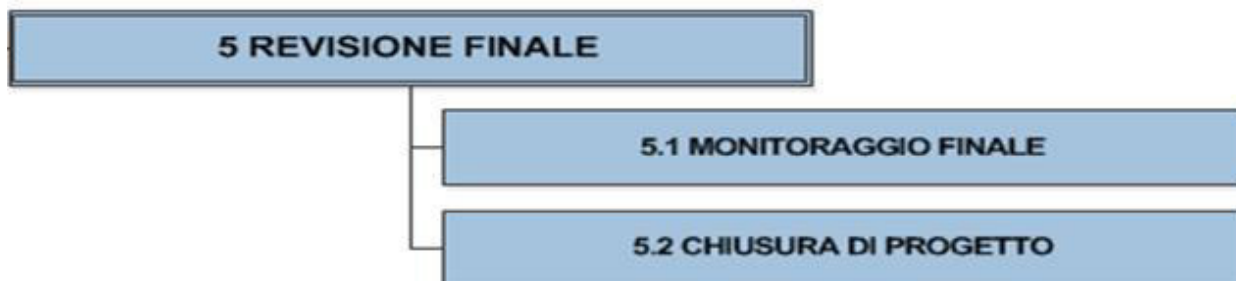 5 REVISIONE FINALE
5.1 MONITORAGGIO FINALE
5.2 CHIUSURA DI PROGETTO